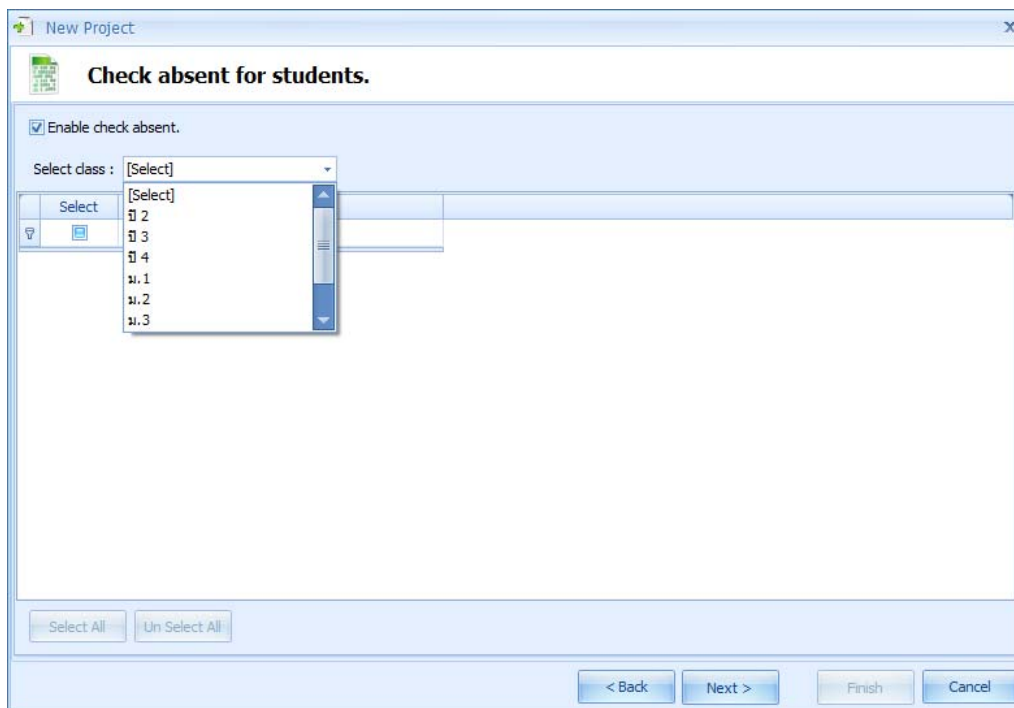 New Project
Check absent for students.
Enable check absent.
Select class : [Select]
[Select]
Select
ปี 2
ปี 3
ปี 4
ม.1
ม.2
ม.3
Select All Un Select All
< Back Next > Finish Cancel